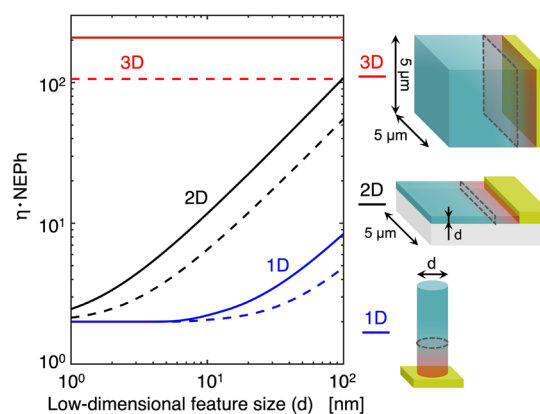 η·NEPh
10²
10¹
10⁰
3D
2D
1D
10⁰
10¹
10²
Low-dimensional feature size (d) [nm]
3D
5 μm
5 μm
2D
5 μm
d
1D
d